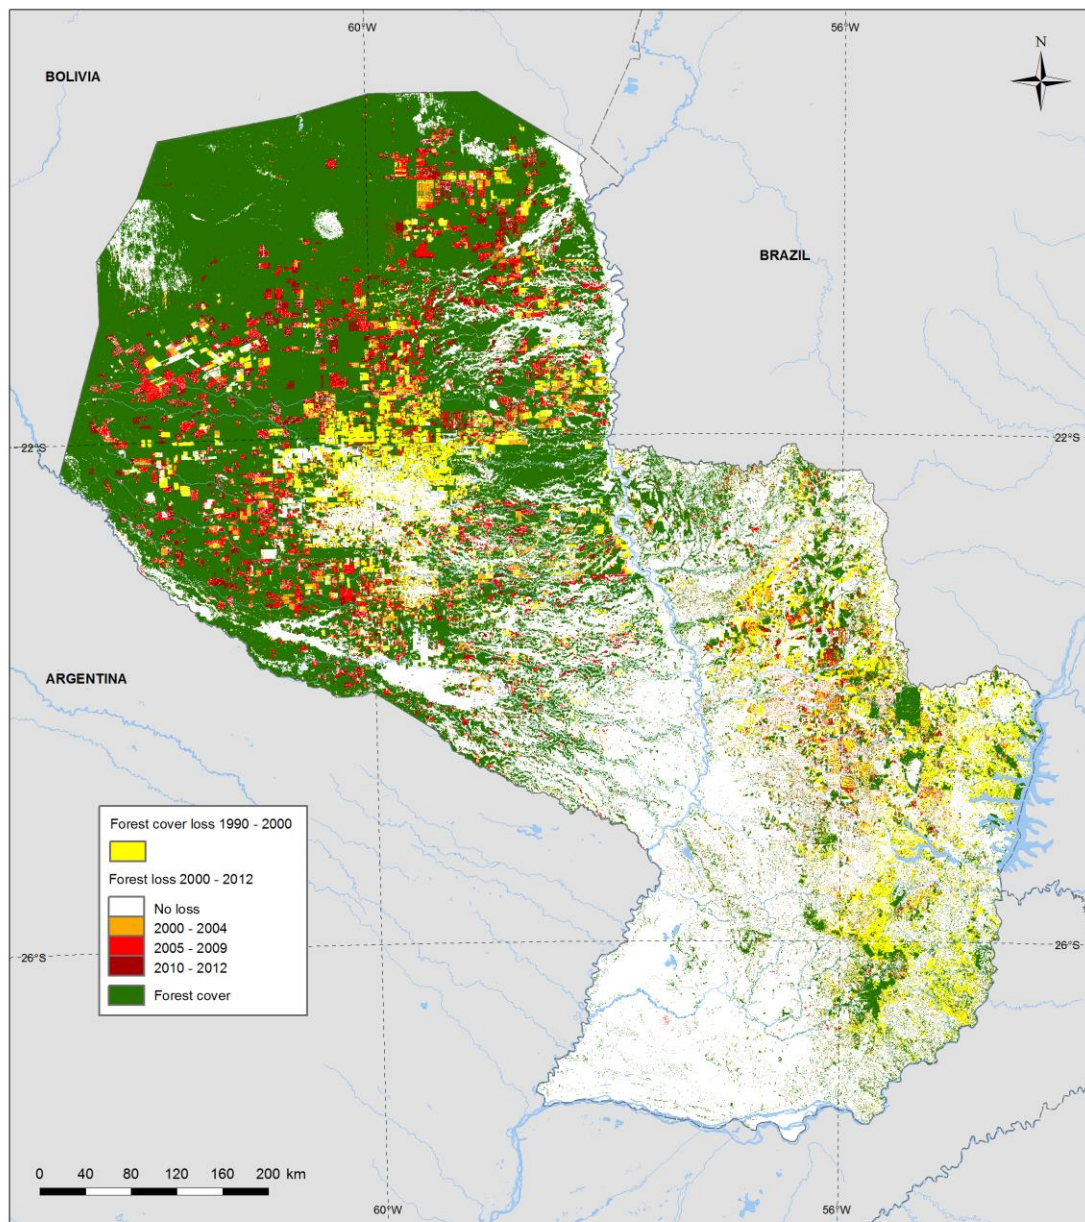 60°W
56°W
BOLIVIA
N
BRAZIL
22°S
22°S
ARGENTINA
Forest cover loss 1990 - 2000
Forest loss 2000 - 2012
No loss
2000 - 2004
2005 - 2009
2010 - 2012
Forest cover
26°S
26°S
0 40 80 120 160 200 km
60°W
56°W